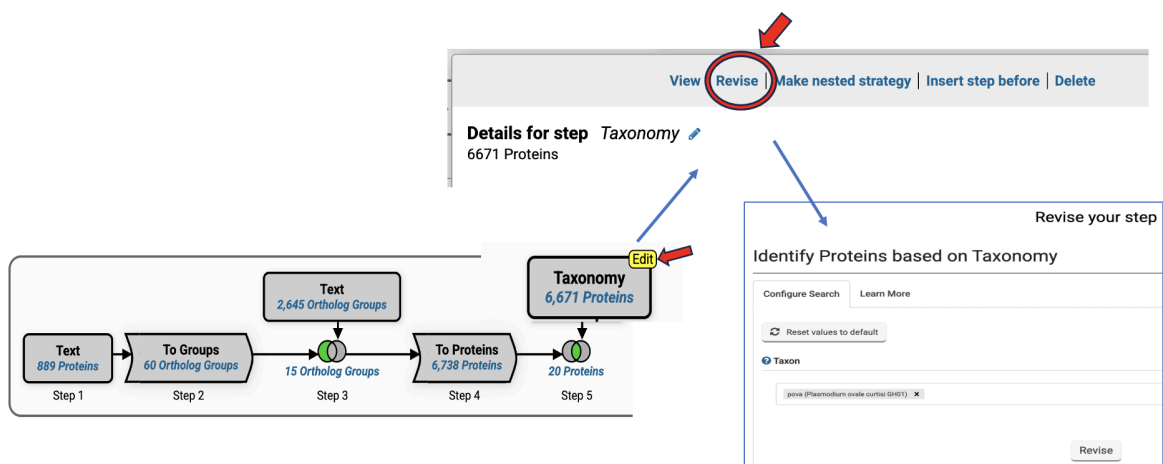 View | Revise | Make nested strategy | Insert step before | Delete
Details for step Taxonomy
6671 Proteins
Revise your step
Identify Proteins based on Taxonomy
Configure Search Learn More
Reset values to default
Taxon
pova (Plasmodium ovale curtisi GH01) ×
Revise
Edit
Taxonomy
6,671 Proteins
Text
2,645 Ortholog Groups
Text
889 Proteins
To Groups
60 Ortholog Groups
15 Ortholog Groups
To Proteins
6,738 Proteins
20 Proteins
Step 1 Step 2 Step 3 Step 4 Step 5